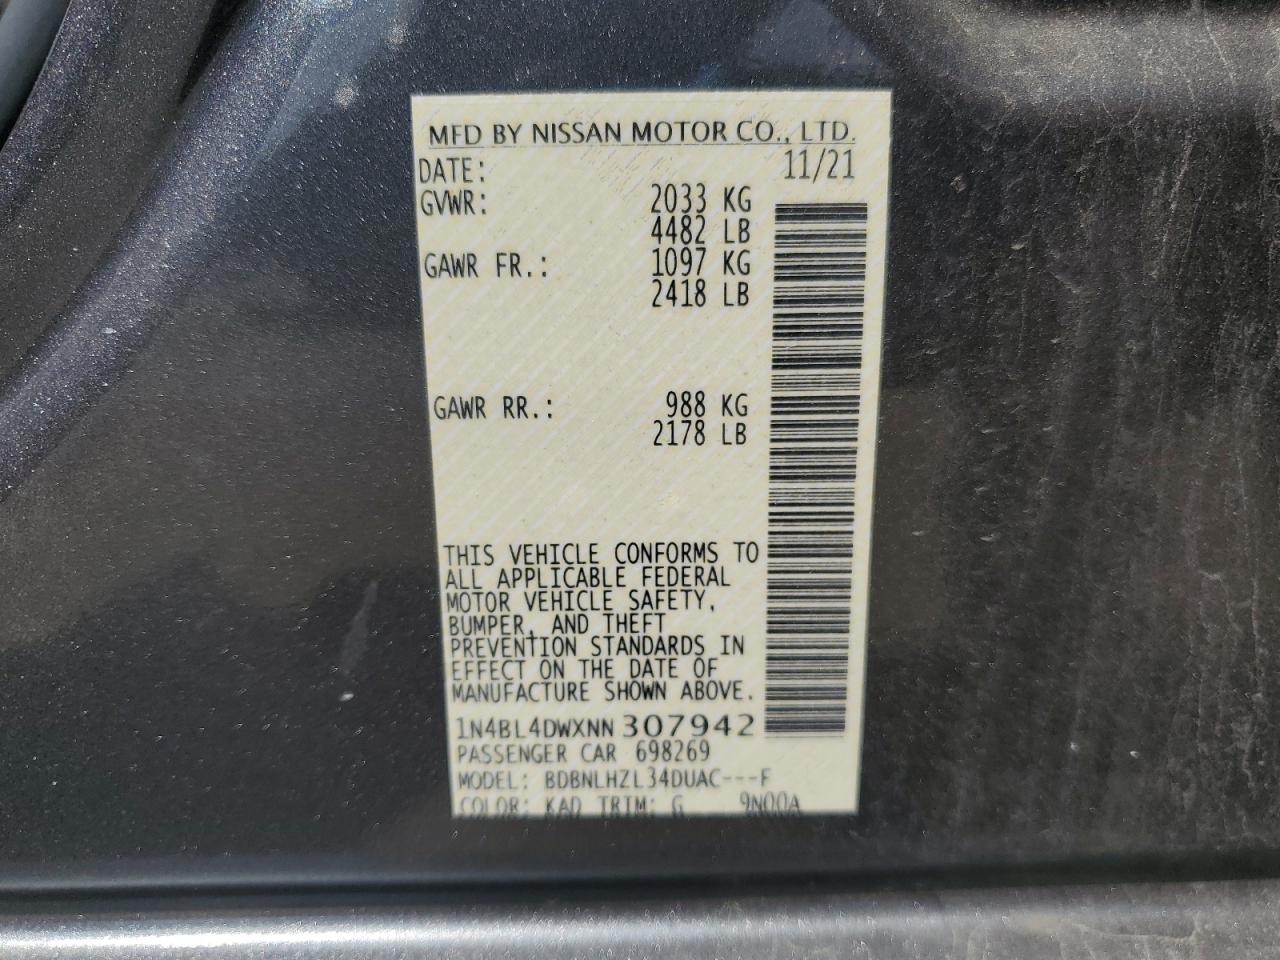 MFD BY NISSAN MOTOR CO., LTD.
DATE: 11/21
GVWR: 2033 KG
4482 LB
GAWR FR.: 1097 KG
2418 LB
GAWR RR.: 988 KG
2178 LB
THIS VEHICLE CONFORMS TO
ALL APPLICABLE FEDERAL
MOTOR VEHICLE SAFETY,
BUMPER, AND THEFT
PREVENTION STANDARDS IN
EFFECT ON THE DATE OF
MANUFACTURE SHOWN ABOVE.
1N4BL4DWXNN 307942
PASSENGER CAR 698269
MODEL: BDBNLHZL34DUAC---F
COLOR: KAD TRIM: G 9N00A